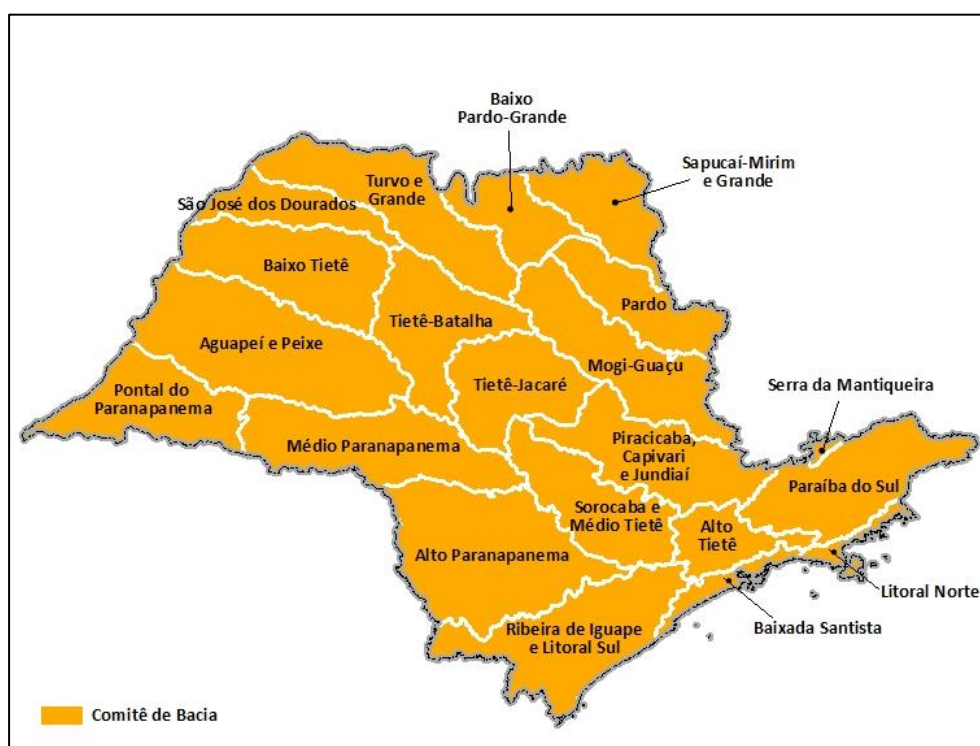 Baixo
Pardo-Grande
Sapucaí-Mirim
e Grande
Turvo e
Grande
São José dos Dourados
Baixo Tietê
Pardo
Tietê-Batalha
Aguapeí e Peixe
Mogi-Guaçu
Tietê-Jacaré
Serra da Mantiqueira
Pontal do
Paranapanema
Médio Paranapanema
Piracicaba,
Capivari
e Jundiaí
Paraíba do Sul
Sorocaba e
Médio Tietê
Alto
Tietê
Alto Paranapanema
Litoral Norte
Baixada Santista
Ribeira de Iguape
e Litoral Sul
Comitê de Bacia